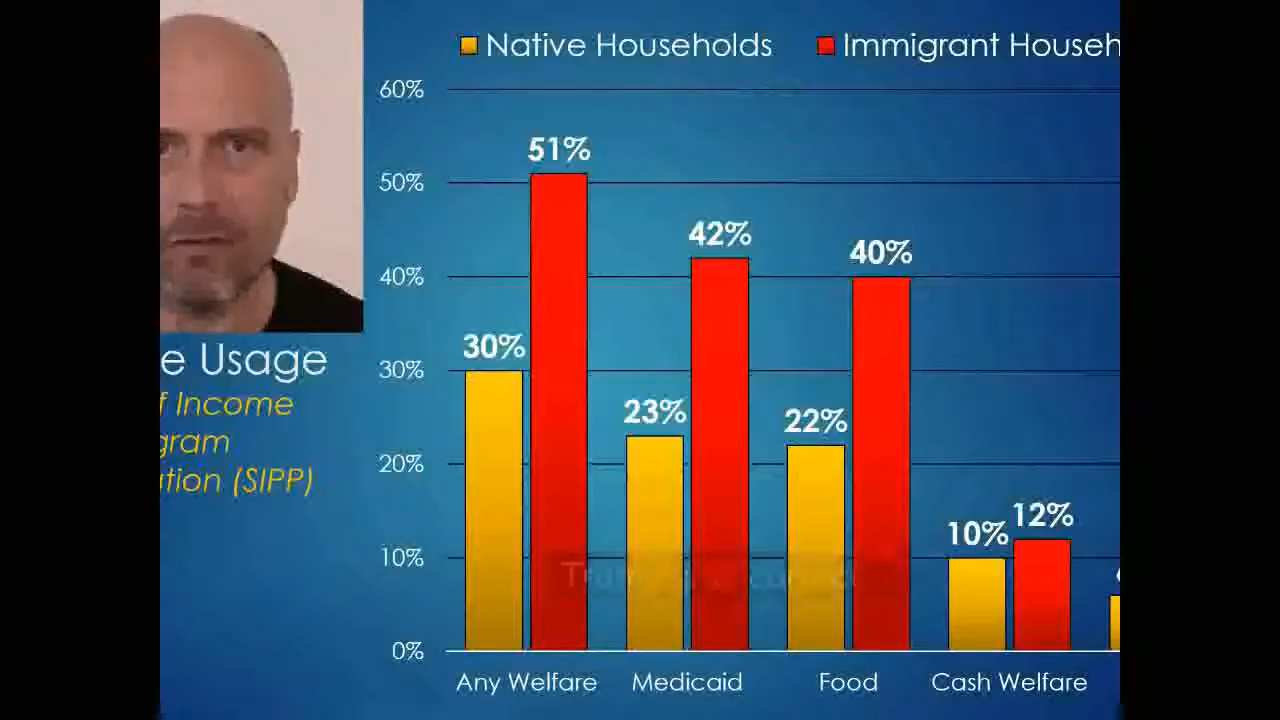 Native Households
Immigrant Househ
60%
50%
40%
30%
20%
10%
0%
51%
42%
40%
30%
23%
22%
10%
12%
e Usage
f Income
gram
ation (SIPP)
Any Welfare
Medicaid
Food
Cash Welfare